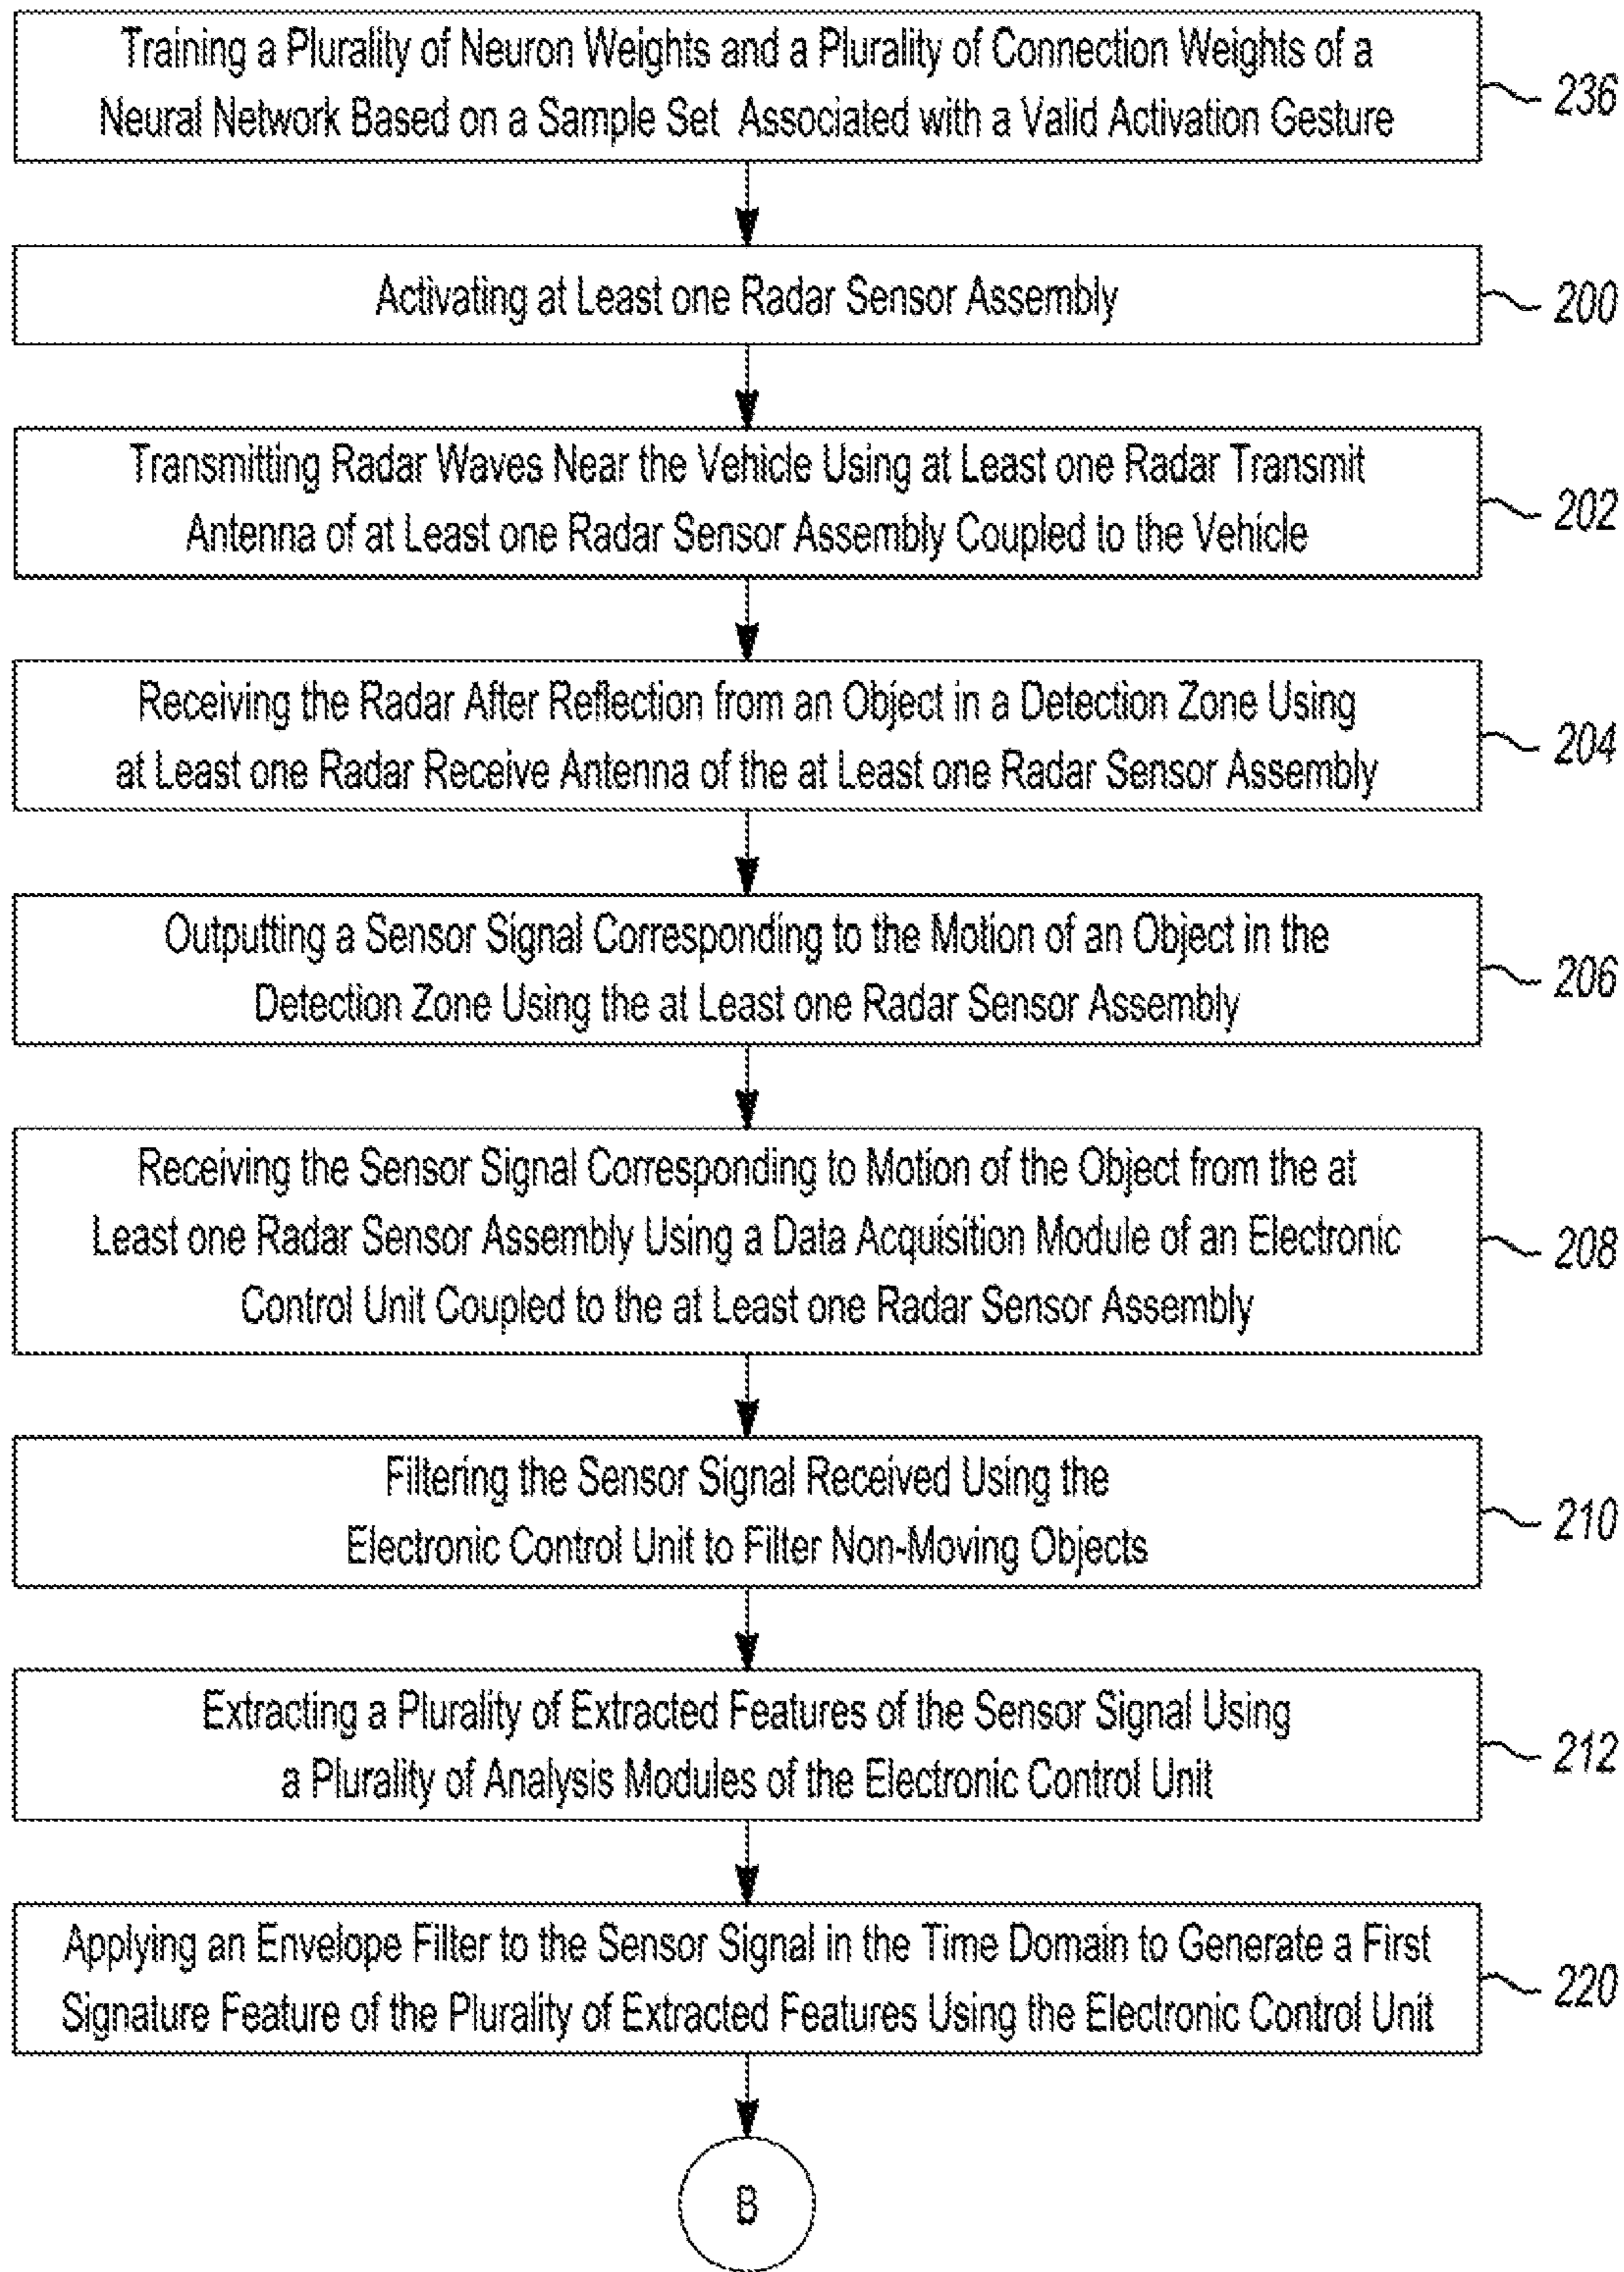 Training a Plurality of Neuron Weights and a Plurality of Connection Weights of a
Neural Network Based on a Sample Set Associated with a Valid Activation Gesture
236
Activating at Least one Radar Sensor Assembly
200
Transmitting Radar Waves Near the Vehicle Using at Least one Radar Transmit
Antenna of at Least one Radar Sensor Assembly Coupled to the Vehicle
202
Receiving the Radar After Reflection from an Object in a Detection Zone Using
at Least one Radar Receive Antenna of the at Least one Radar Sensor Assembly
204
Outputting a Sensor Signal Corresponding to the Motion of an Object in the
Detection Zone Using the at Least one Radar Sensor Assembly
206
Receiving the Sensor Signal Corresponding to Motion of the Object from the at
Least one Radar Sensor Assembly Using a Data Acquisition Module of an Electronic
Control Unit Coupled to the at Least one Radar Sensor Assembly
208
Filtering the Sensor Signal Received Using the
Electronic Control Unit to Filter Non-Moving Objects
210
Extracting a Plurality of Extracted Features of the Sensor Signal Using
a Plurality of Analysis Modules of the Electronic Control Unit
212
Applying an Envelope Filter to the Sensor Signal in the Time Domain to Generate a First
Signature Feature of the Plurality of Extracted Features Using the Electronic Control Unit
220
B